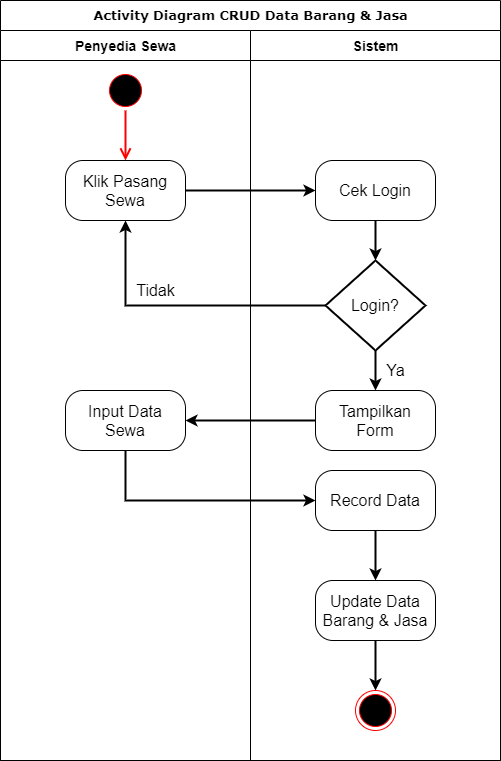 Activity Diagram CRUD Data Barang & Jasa
Penyedia Sewa
Sistem
Klik Pasang
Sewa
Cek Login
Login?
Tidak
Ya
Input Data
Sewa
Tampilkan
Form
Record Data
Update Data
Barang & Jasa